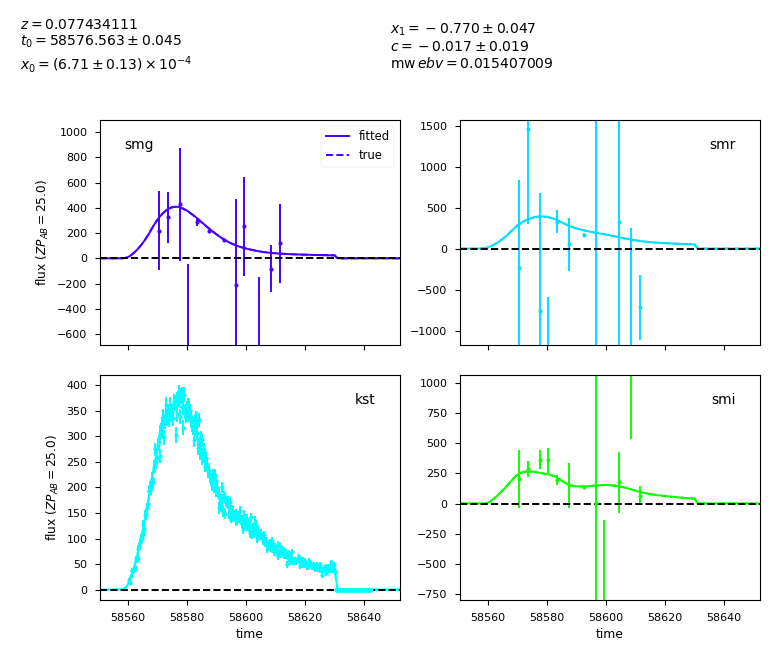 z = 0.077434111
t0 = 58576.563 ± 0.045
x0 = (6.71 ± 0.13) × 10^−4
x1 = −0.770 ± 0.047
c = −0.017 ± 0.019
mw ebv = 0.015407009
smg
fitted
true
1000
800
600
400
200
0
−200
−400
−600
flux (ZP_AB = 25.0)
smr
1500
1000
500
0
−500
−1000
kst
400
350
300
250
200
150
100
50
0
flux (ZP_AB = 25.0)
58560 58580 58600 58620 58640
time
smi
1000
750
500
250
0
−250
−500
−750
58560 58580 58600 58620 58640
time